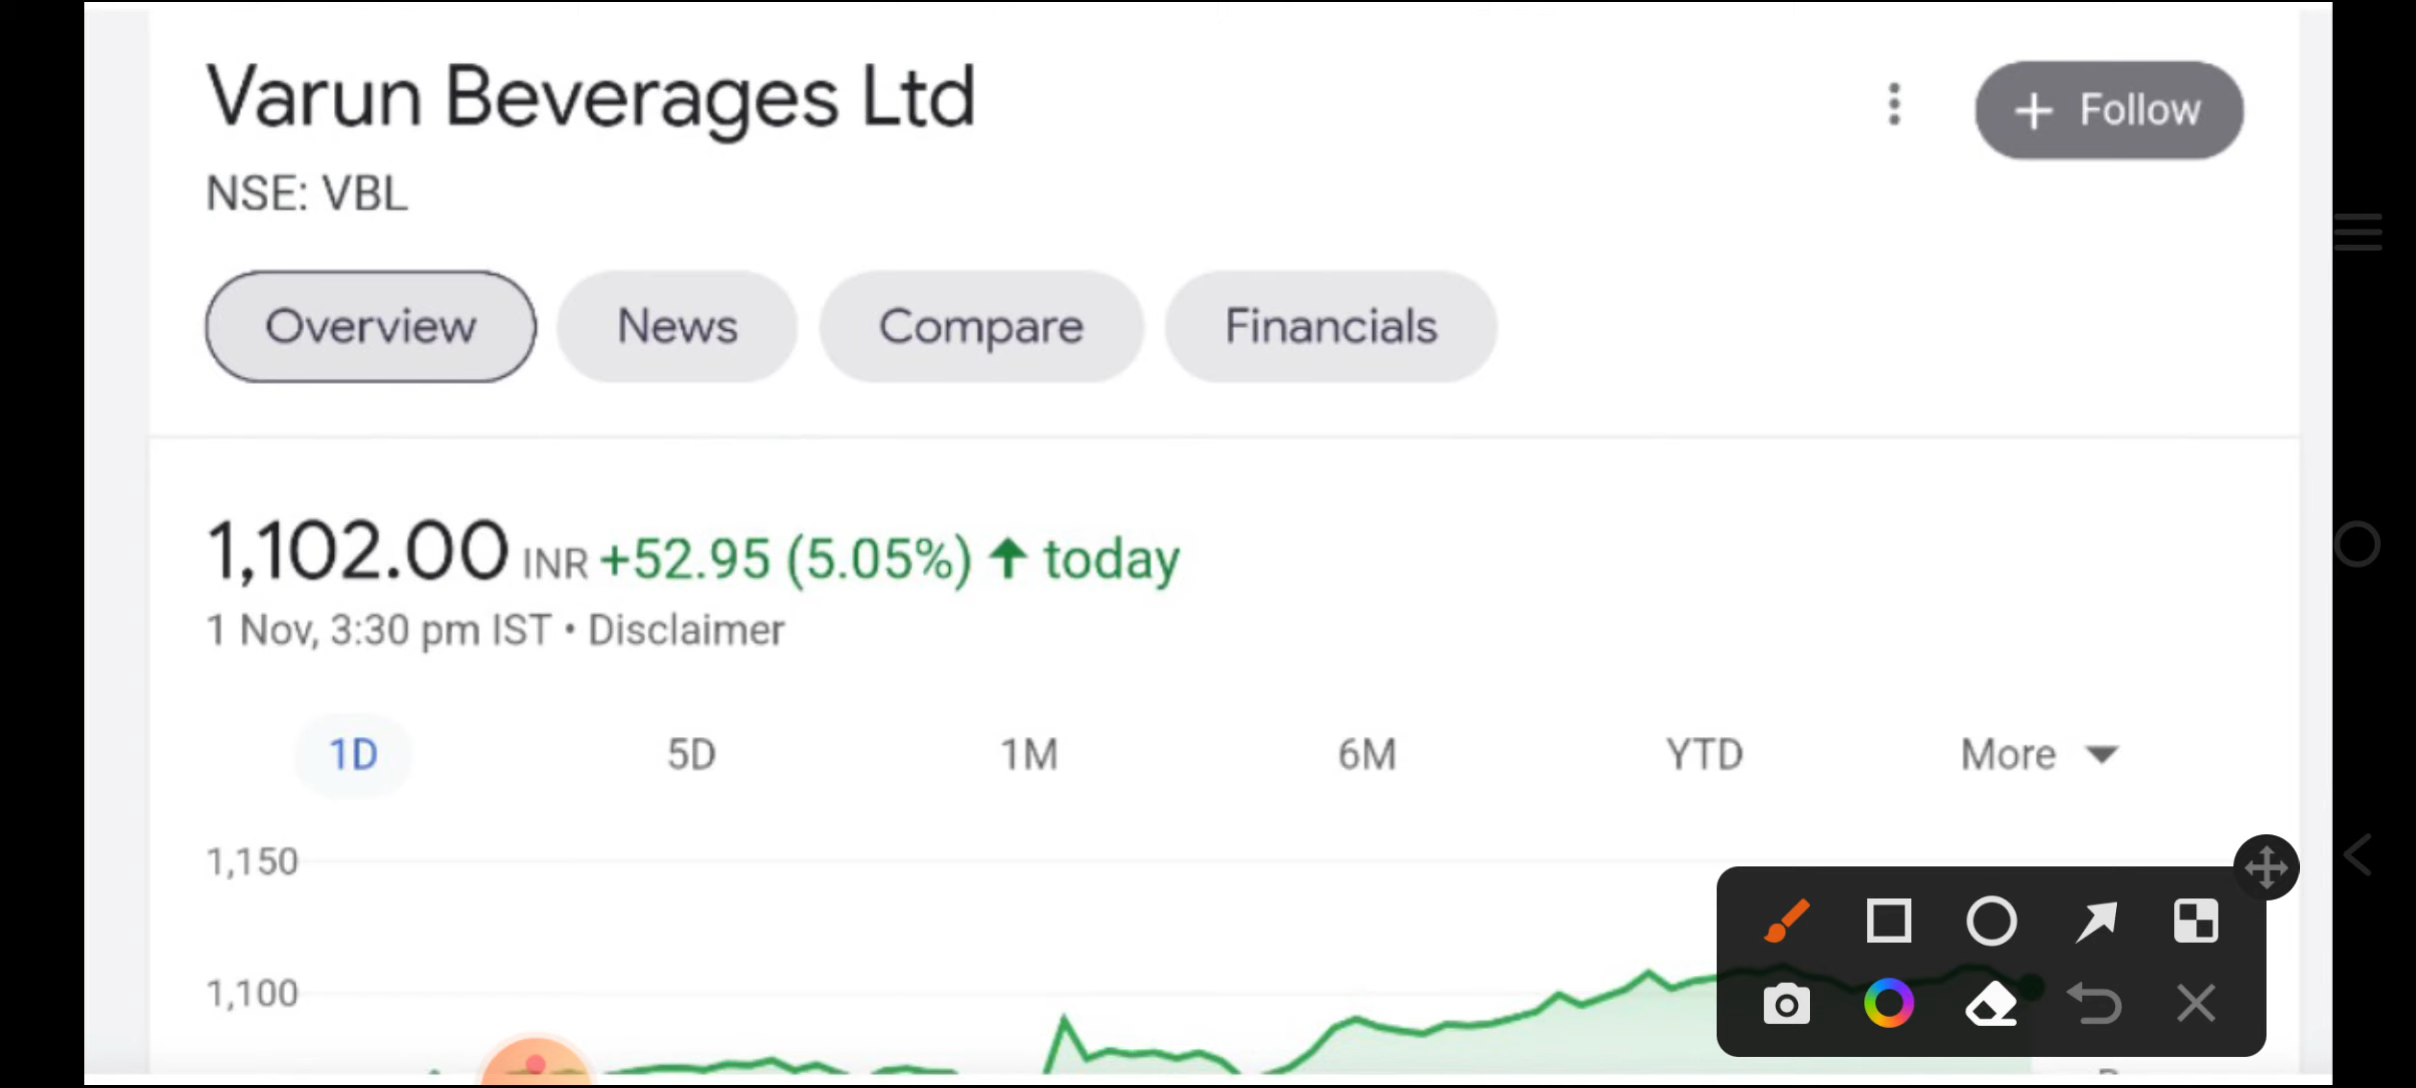 Varun Beverages Ltd
+ Follow
NSE: VBL
Overview News Compare Financials
1,102.00 INR +52.95 (5.05%) ↑ today
1 Nov, 3:30 pm IST • Disclaimer
1D 5D 1M 6M YTD More
1,150
1,100